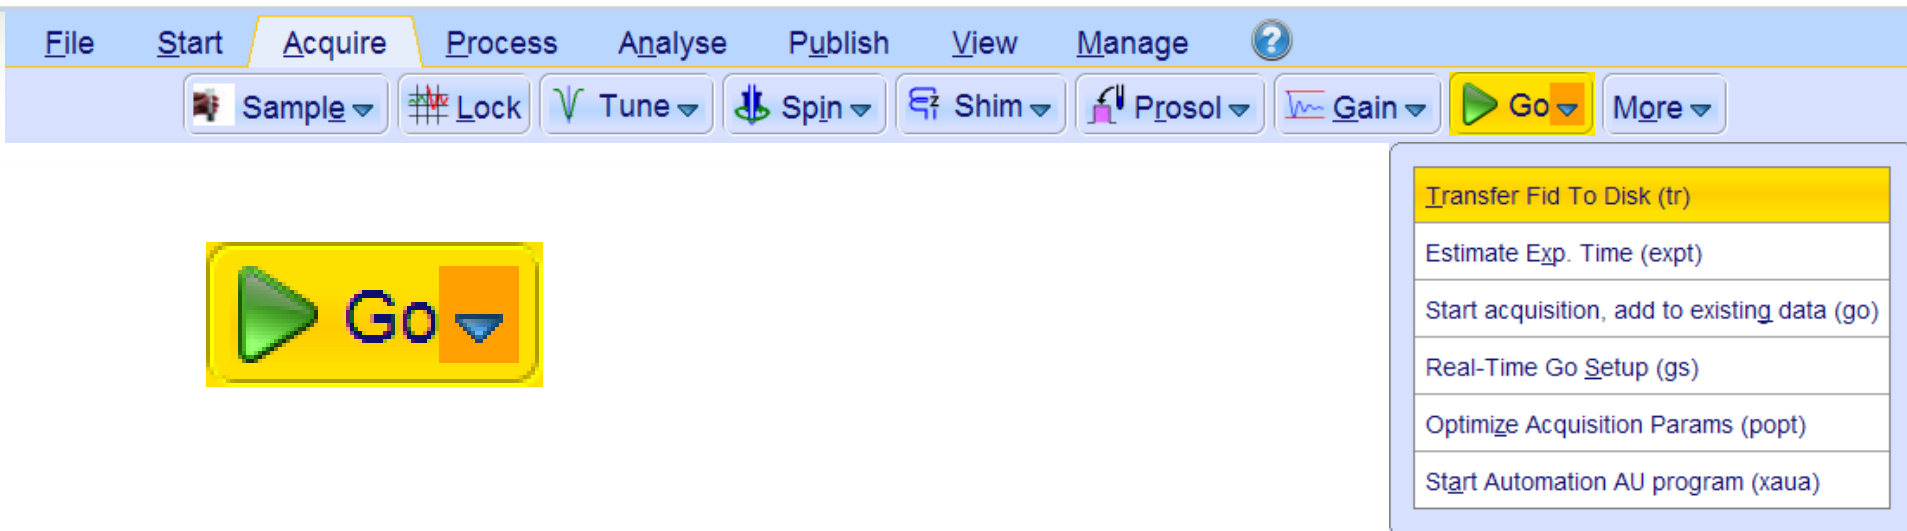 File Start Acquire Process Analyse Publish View Manage ?
Sample Lock Tune Spin Z Shim Prosol Gain Go More
Transfer Fid To Disk (tr)
Estimate Exp. Time (expt)
Start acquisition, add to existing data (go)
Real-Time Go Setup (gs)
Optimize Acquisition Params (popt)
Start Automation AU program (xaua)
Go